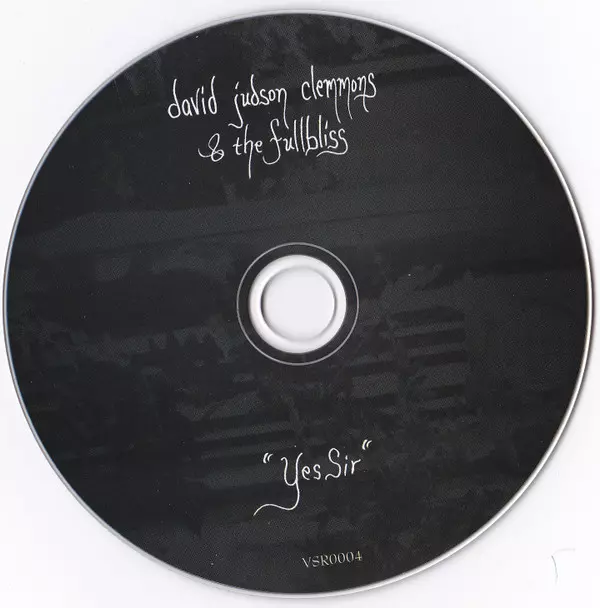 david judson clemmons
& the fullbliss
"Yes Sir"
VSR0004